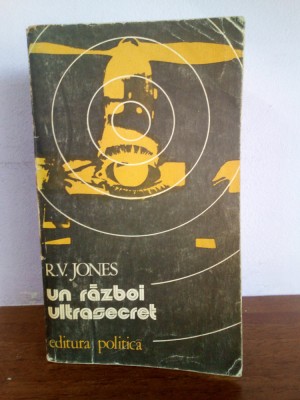 R.V. JONES
un război
ultrasecret
editura politică